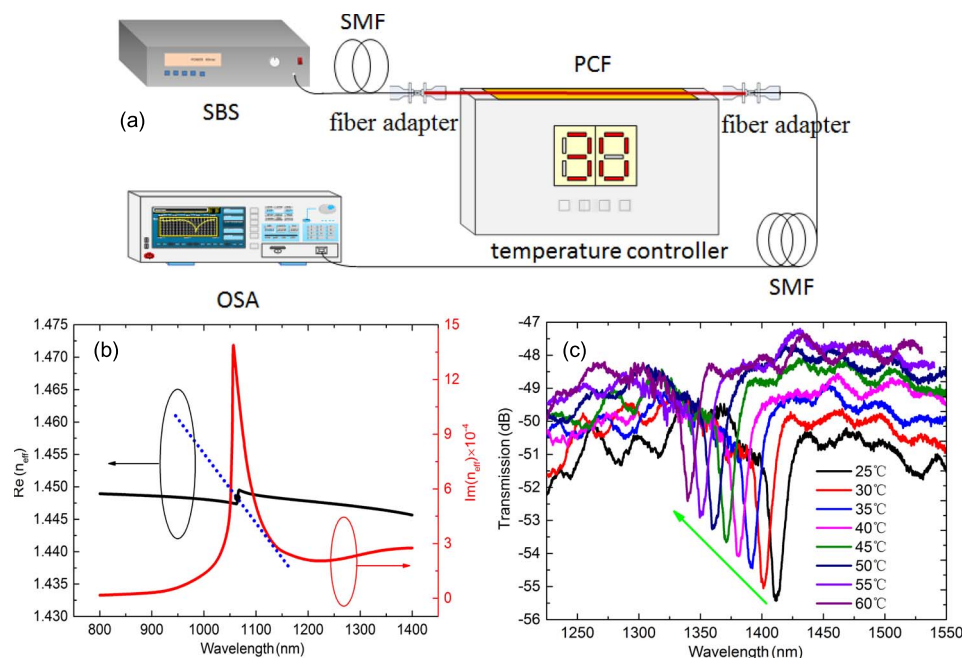 SMF
PCF
(a)
SBS
fiber adapter
fiber adapter
30
temperature controller
SMF
OSA
(b)
Re(n_eff)
1.475
1.470
1.465
1.460
1.455
1.450
1.445
1.440
1.435
1.430
15
12
9
6
3
0
Im(n_eff)×10⁻⁴
800 900 1000 1100 1200 1300 1400
Wavelength(nm)
(c)
Transmission (dB)
-47
-48
-49
-50
-51
-52
-53
-54
-55
-56
25℃
30℃
35℃
40℃
45℃
50℃
55℃
60℃
1250 1300 1350 1400 1450 1500 1550
Wavelength(nm)